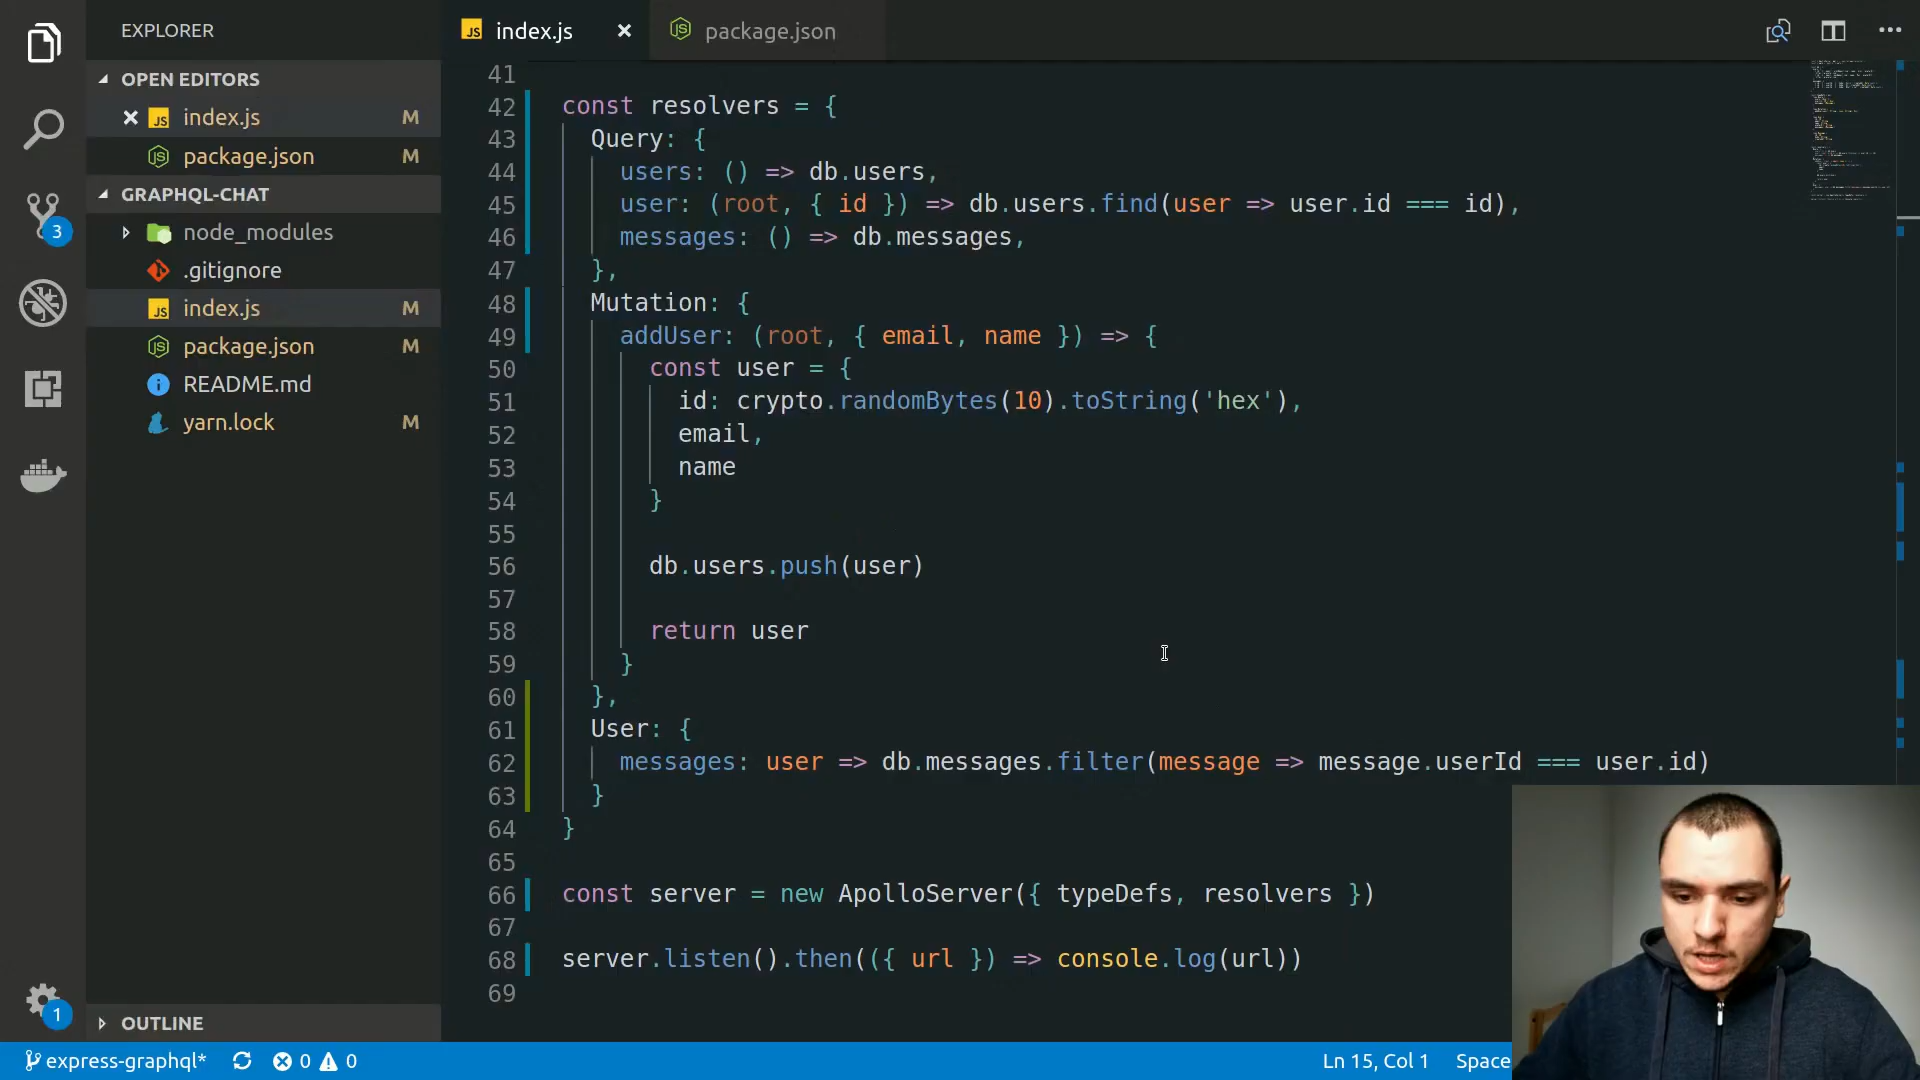 EXPLORER
OPEN EDITORS
index.js M
package.json M
GRAPHQL-CHAT
node_modules
.gitignore
index.js M
package.json M
README.md
yarn.lock M
OUTLINE
3
1
index.js
package.json
41
42 const resolvers = {
43 Query: {
44 users: () => db.users,
45 user: (root, { id }) => db.users.find(user => user.id === id),
46 messages: () => db.messages,
47 },
48 Mutation: {
49 addUser: (root, { email, name }) => {
50 const user = {
51 id: crypto.randomBytes(10).toString('hex'),
52 email,
53 name
54 }
55
56 db.users.push(user)
57
58 return user
59 }
60 },
61 User: {
62 messages: user => db.messages.filter(message => message.userId === user.id)
63 }
64 }
65
66 const server = new ApolloServer({ typeDefs, resolvers })
67
68 server.listen().then(({ url }) => console.log(url))
69
express-graphql* 0 0 Ln 15, Col 1 Space